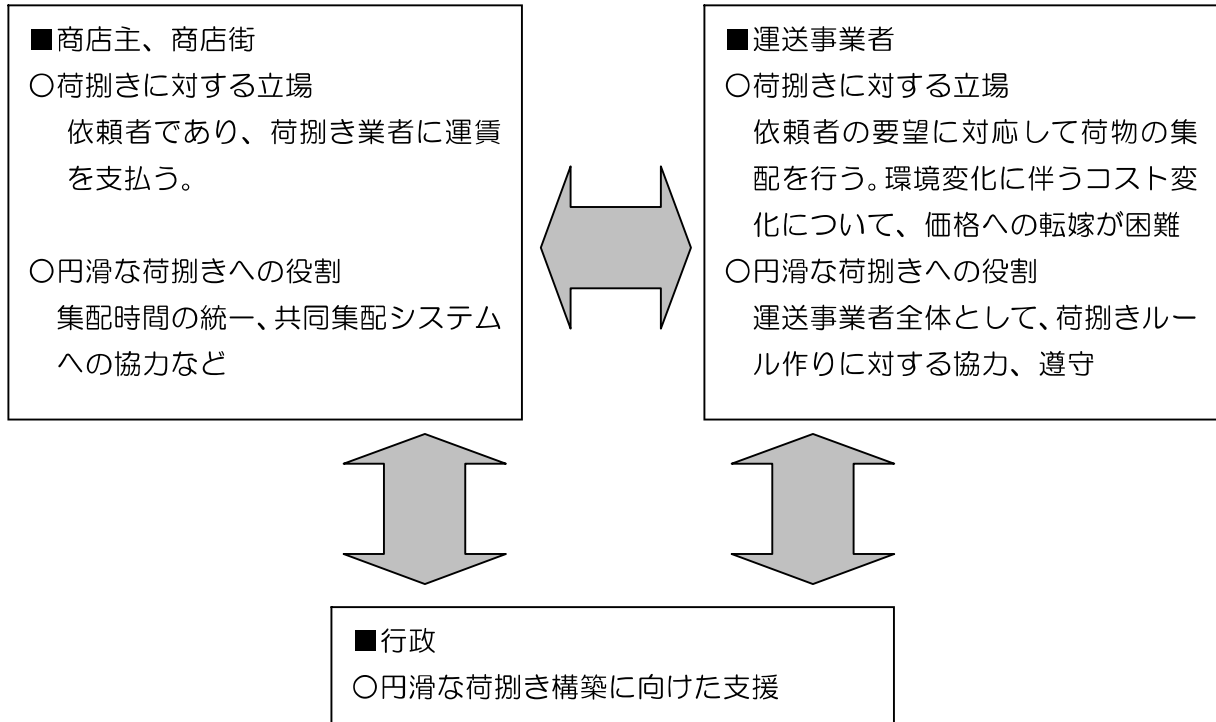 ■商店主、商店街
○荷捌きに対する立場
依頼者であり、荷捌き業者に運賃
を支払う。
○円滑な荷捌きへの役割
集配時間の統一、共同集配システム
への協力など
■運送事業者
○荷捌きに対する立場
依頼者の要望に対応して荷物の集
配を行う。環境変化に伴うコスト変
化について、価格への転嫁が困難
○円滑な荷捌きへの役割
運送事業者全体として、荷捌きルー
ル作りに対する協力、遵守
■行政
○円滑な荷捌き構築に向けた支援